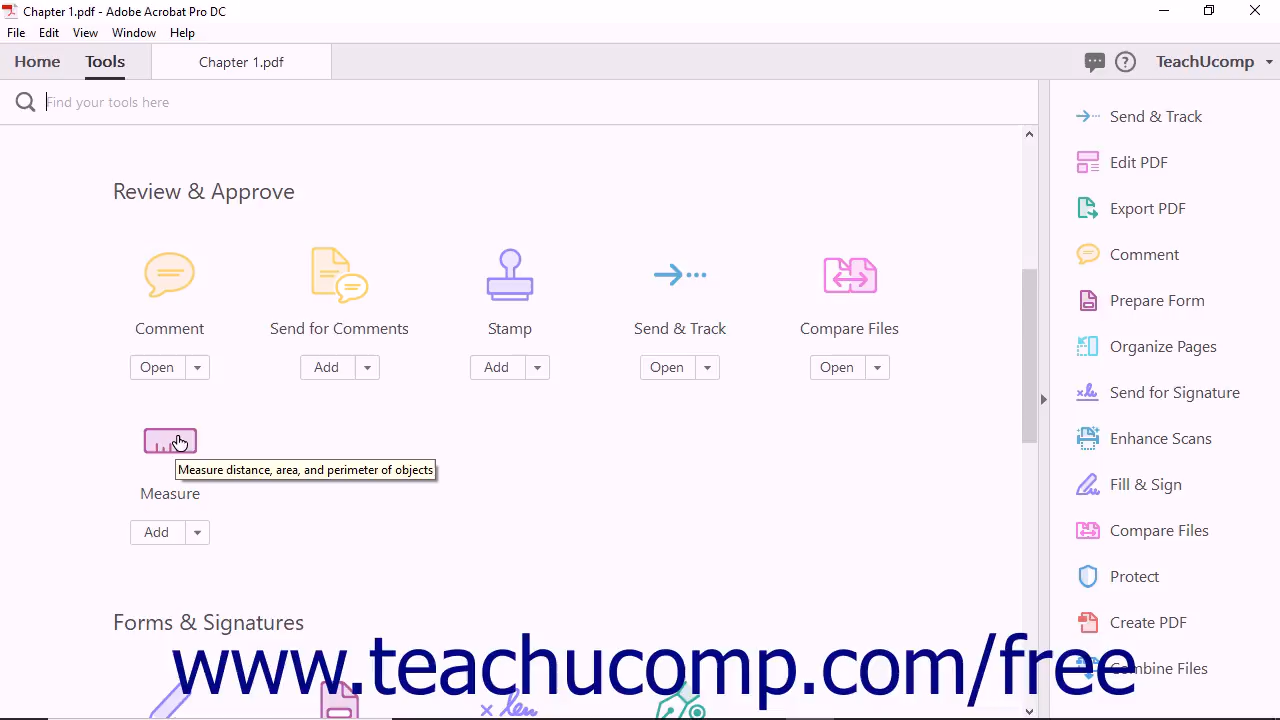 Chapter 1.pdf - Adobe Acrobat Pro DC
File Edit View Window Help
Home Tools Chapter 1.pdf TeachUcomp
Find your tools here
Review & Approve
Comment Send for Comments Stamp Send & Track Compare Files
Open Add Add Open Open
Measure distance, area, and perimeter of objects
Measure
Add
Forms & Signatures
Send & Track
Edit PDF
Export PDF
Comment
Prepare Form
Organize Pages
Send for Signature
Enhance Scans
Fill & Sign
Compare Files
Protect
Create PDF
Combine Files
www.teachucomp.com/free